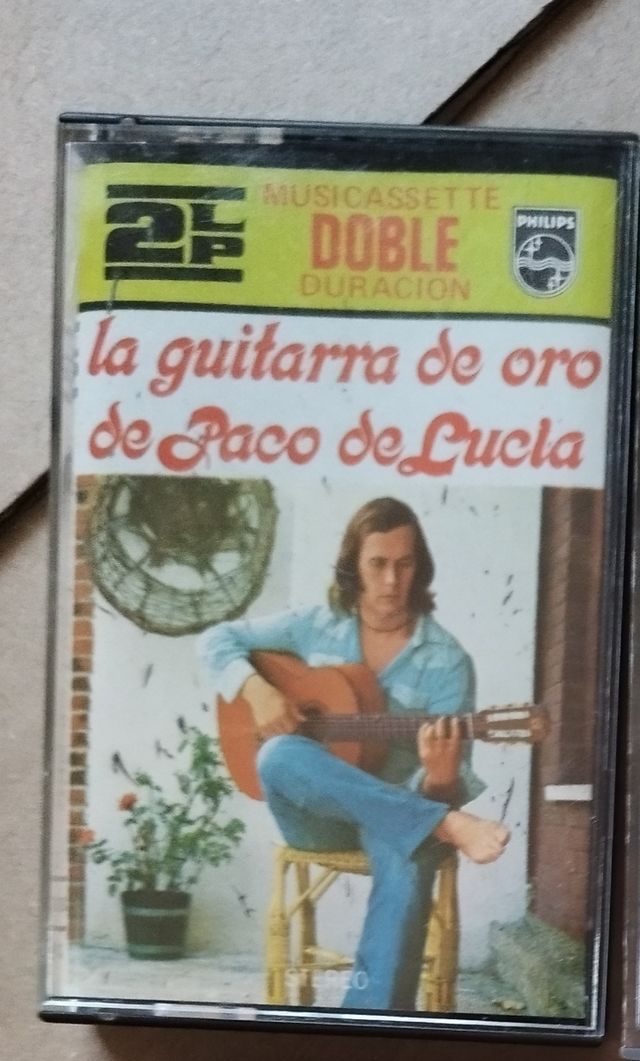 2LP
MUSICASSETTE
DOBLE
DURACION
PHILIPS
la guitarra de oro
de Paco de Lucia
STEREO